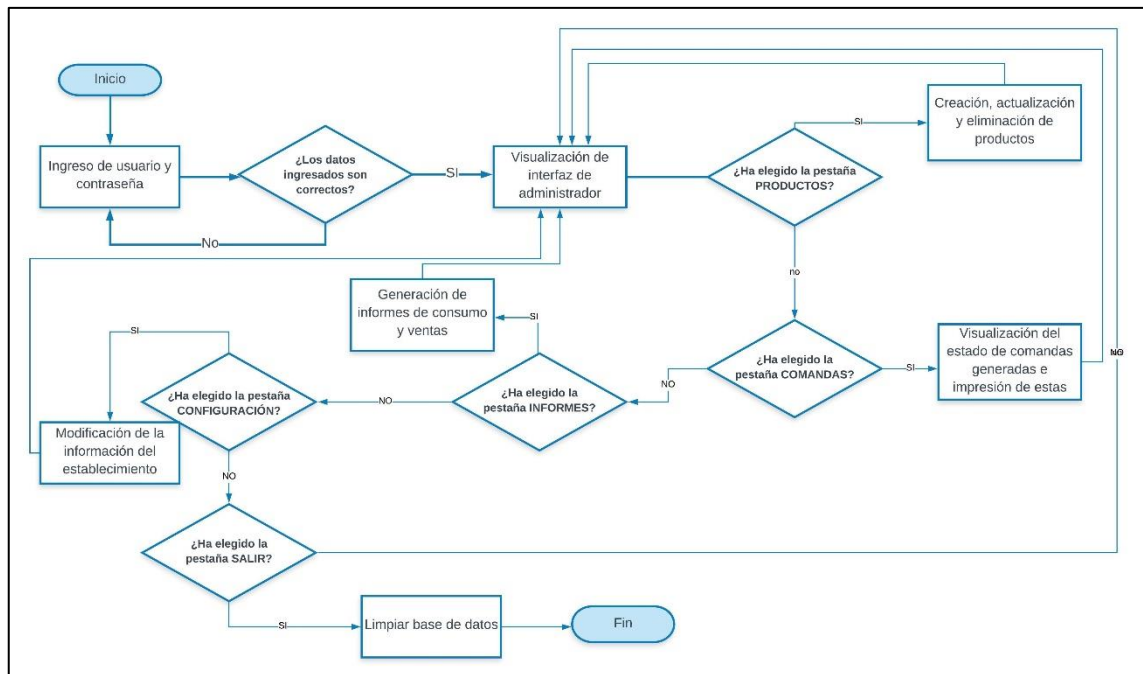 Inicio
Ingreso de usuario y
contraseña
¿Los datos
ingresados son
correctos?
SI
No
Visualización de
interfaz de
administrador
¿Ha elegido la pestaña
PRODUCTOS?
SI
Creación, actualización
y eliminación de
productos
no
¿Ha elegido la
pestaña COMANDAS?
SI
Visualización del
estado de comandas
generadas e
impresión de estas
NO
NO
¿Ha elegido la
pestaña INFORMES?
SI
Generación de
informes de consumo
y ventas
NO
¿Ha elegido la pestaña
CONFIGURACIÓN?
SI
Modificación de la
información del
establecimiento
NO
¿Ha elegido la
pestaña SALIR?
SI
Limpiar base de datos
Fin